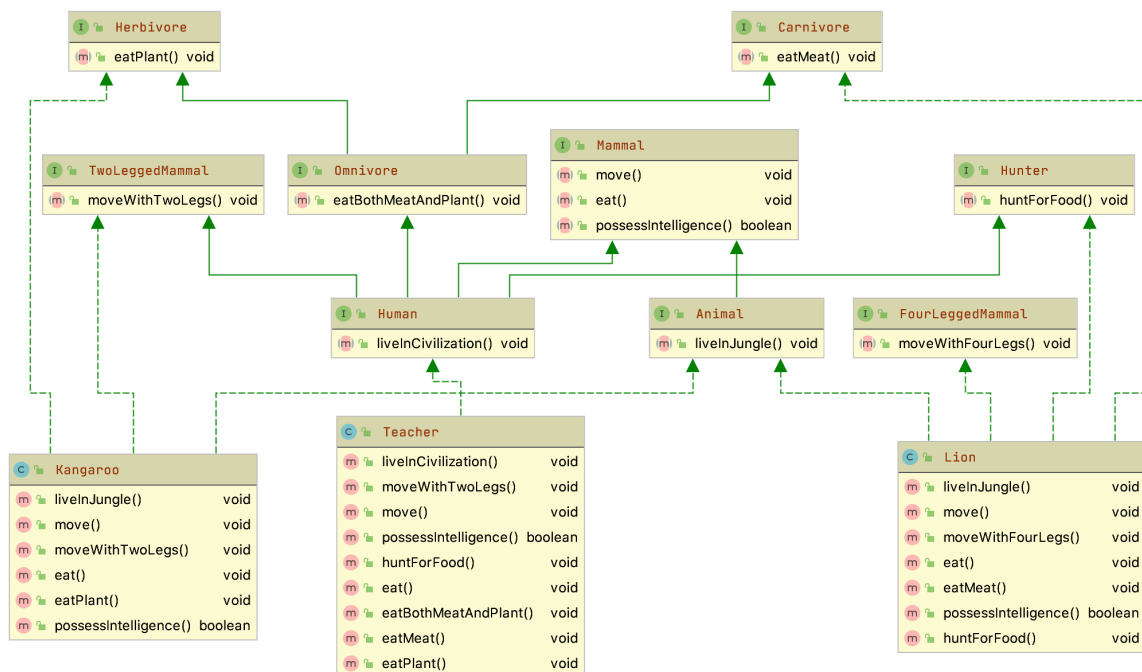 I Herbivore
m eatPlant() void
I Carnivore
m eatMeat() void
I TwoLeggedMammal
m moveWithTwoLegs() void
I Omnivore
m eatBothMeatAndPlant() void
I Mammal
m move() void
m eat() void
m possessIntelligence() boolean
I Hunter
m huntForFood() void
I Human
m liveInCivilization() void
I Animal
m liveInJungle() void
I FourLeggedMammal
m moveWithFourLegs() void
C Kangaroo
m liveInJungle() void
m move() void
m moveWithTwoLegs() void
m eat() void
m eatPlant() void
m possessIntelligence() boolean
C Teacher
m liveInCivilization() void
m moveWithTwoLegs() void
m move() void
m possessIntelligence() boolean
m huntForFood() void
m eat() void
m eatBothMeatAndPlant() void
m eatMeat() void
m eatPlant() void
C Lion
m liveInJungle() void
m move() void
m moveWithFourLegs() void
m eat() void
m eatMeat() void
m possessIntelligence() boolean
m huntForFood() void